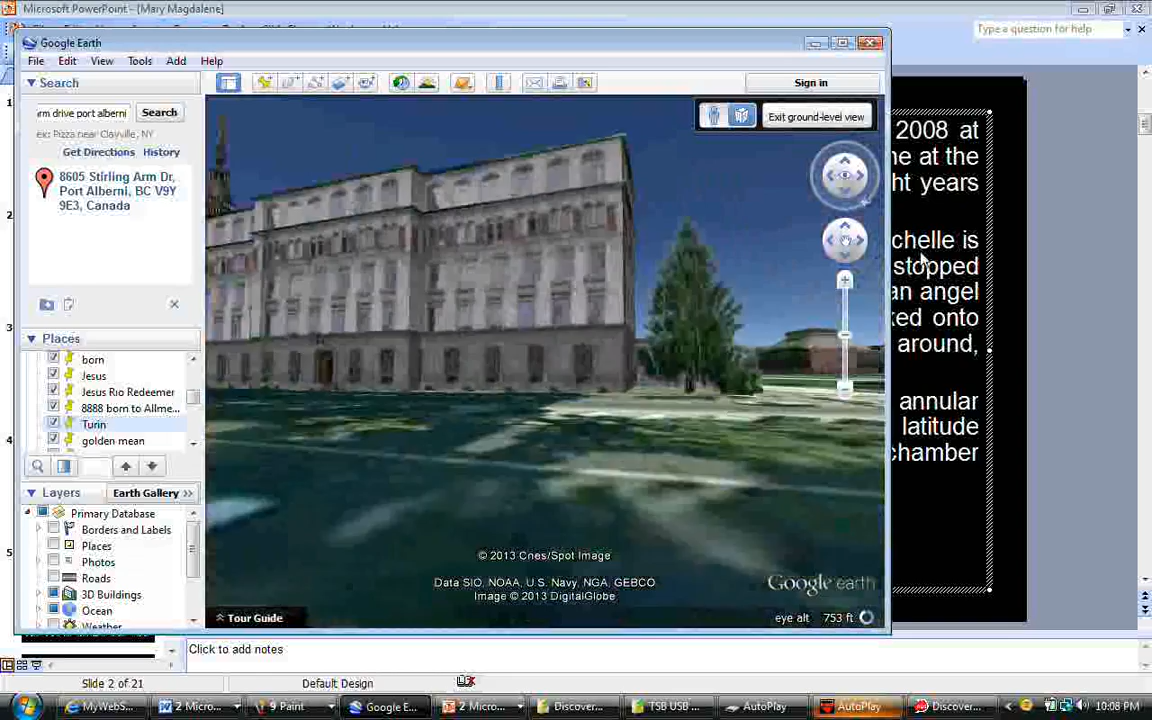 Microsoft PowerPoint - (Mary Magdalene)
Type a question for help
Google Earth
File Edit View Tools Add Help
Search
Sign in
rm drive port alberni
Search
Exit ground-level view
ex: Pizza near Clayville, NY
Get Directions History
8605 Stirling Arm Dr,
Port Alberni, BC V9Y
9E3, Canada
Places
born
Jesus
Jesus Rio Redeemer
8888 born to Allme...
Turin
golden mean
Layers
Earth Gallery >>
Primary Database
Borders and Labels
Places
Photos
Roads
3D Buildings
Ocean
Weather
© 2013 Cnes/Spot Image
Data SIO, NOAA, U.S. Navy, NGA, GEBCO
Image © 2013 DigitalGlobe
Google earth
Tour Guide
eye alt 753 ft
2008 at
ne at the
ht years
chelle is
stopped
an angel
ked onto
around,
annular
latitude
chamber
1
2
3
4
5
Click to add notes
Slide 2 of 21
Default Design
MyWebS...
2 Micro...
9 Paint
Google E...
2 Micro...
Discover...
TSB USB ...
AutoPlay
AutoPlay
Discover...
10:08 PM